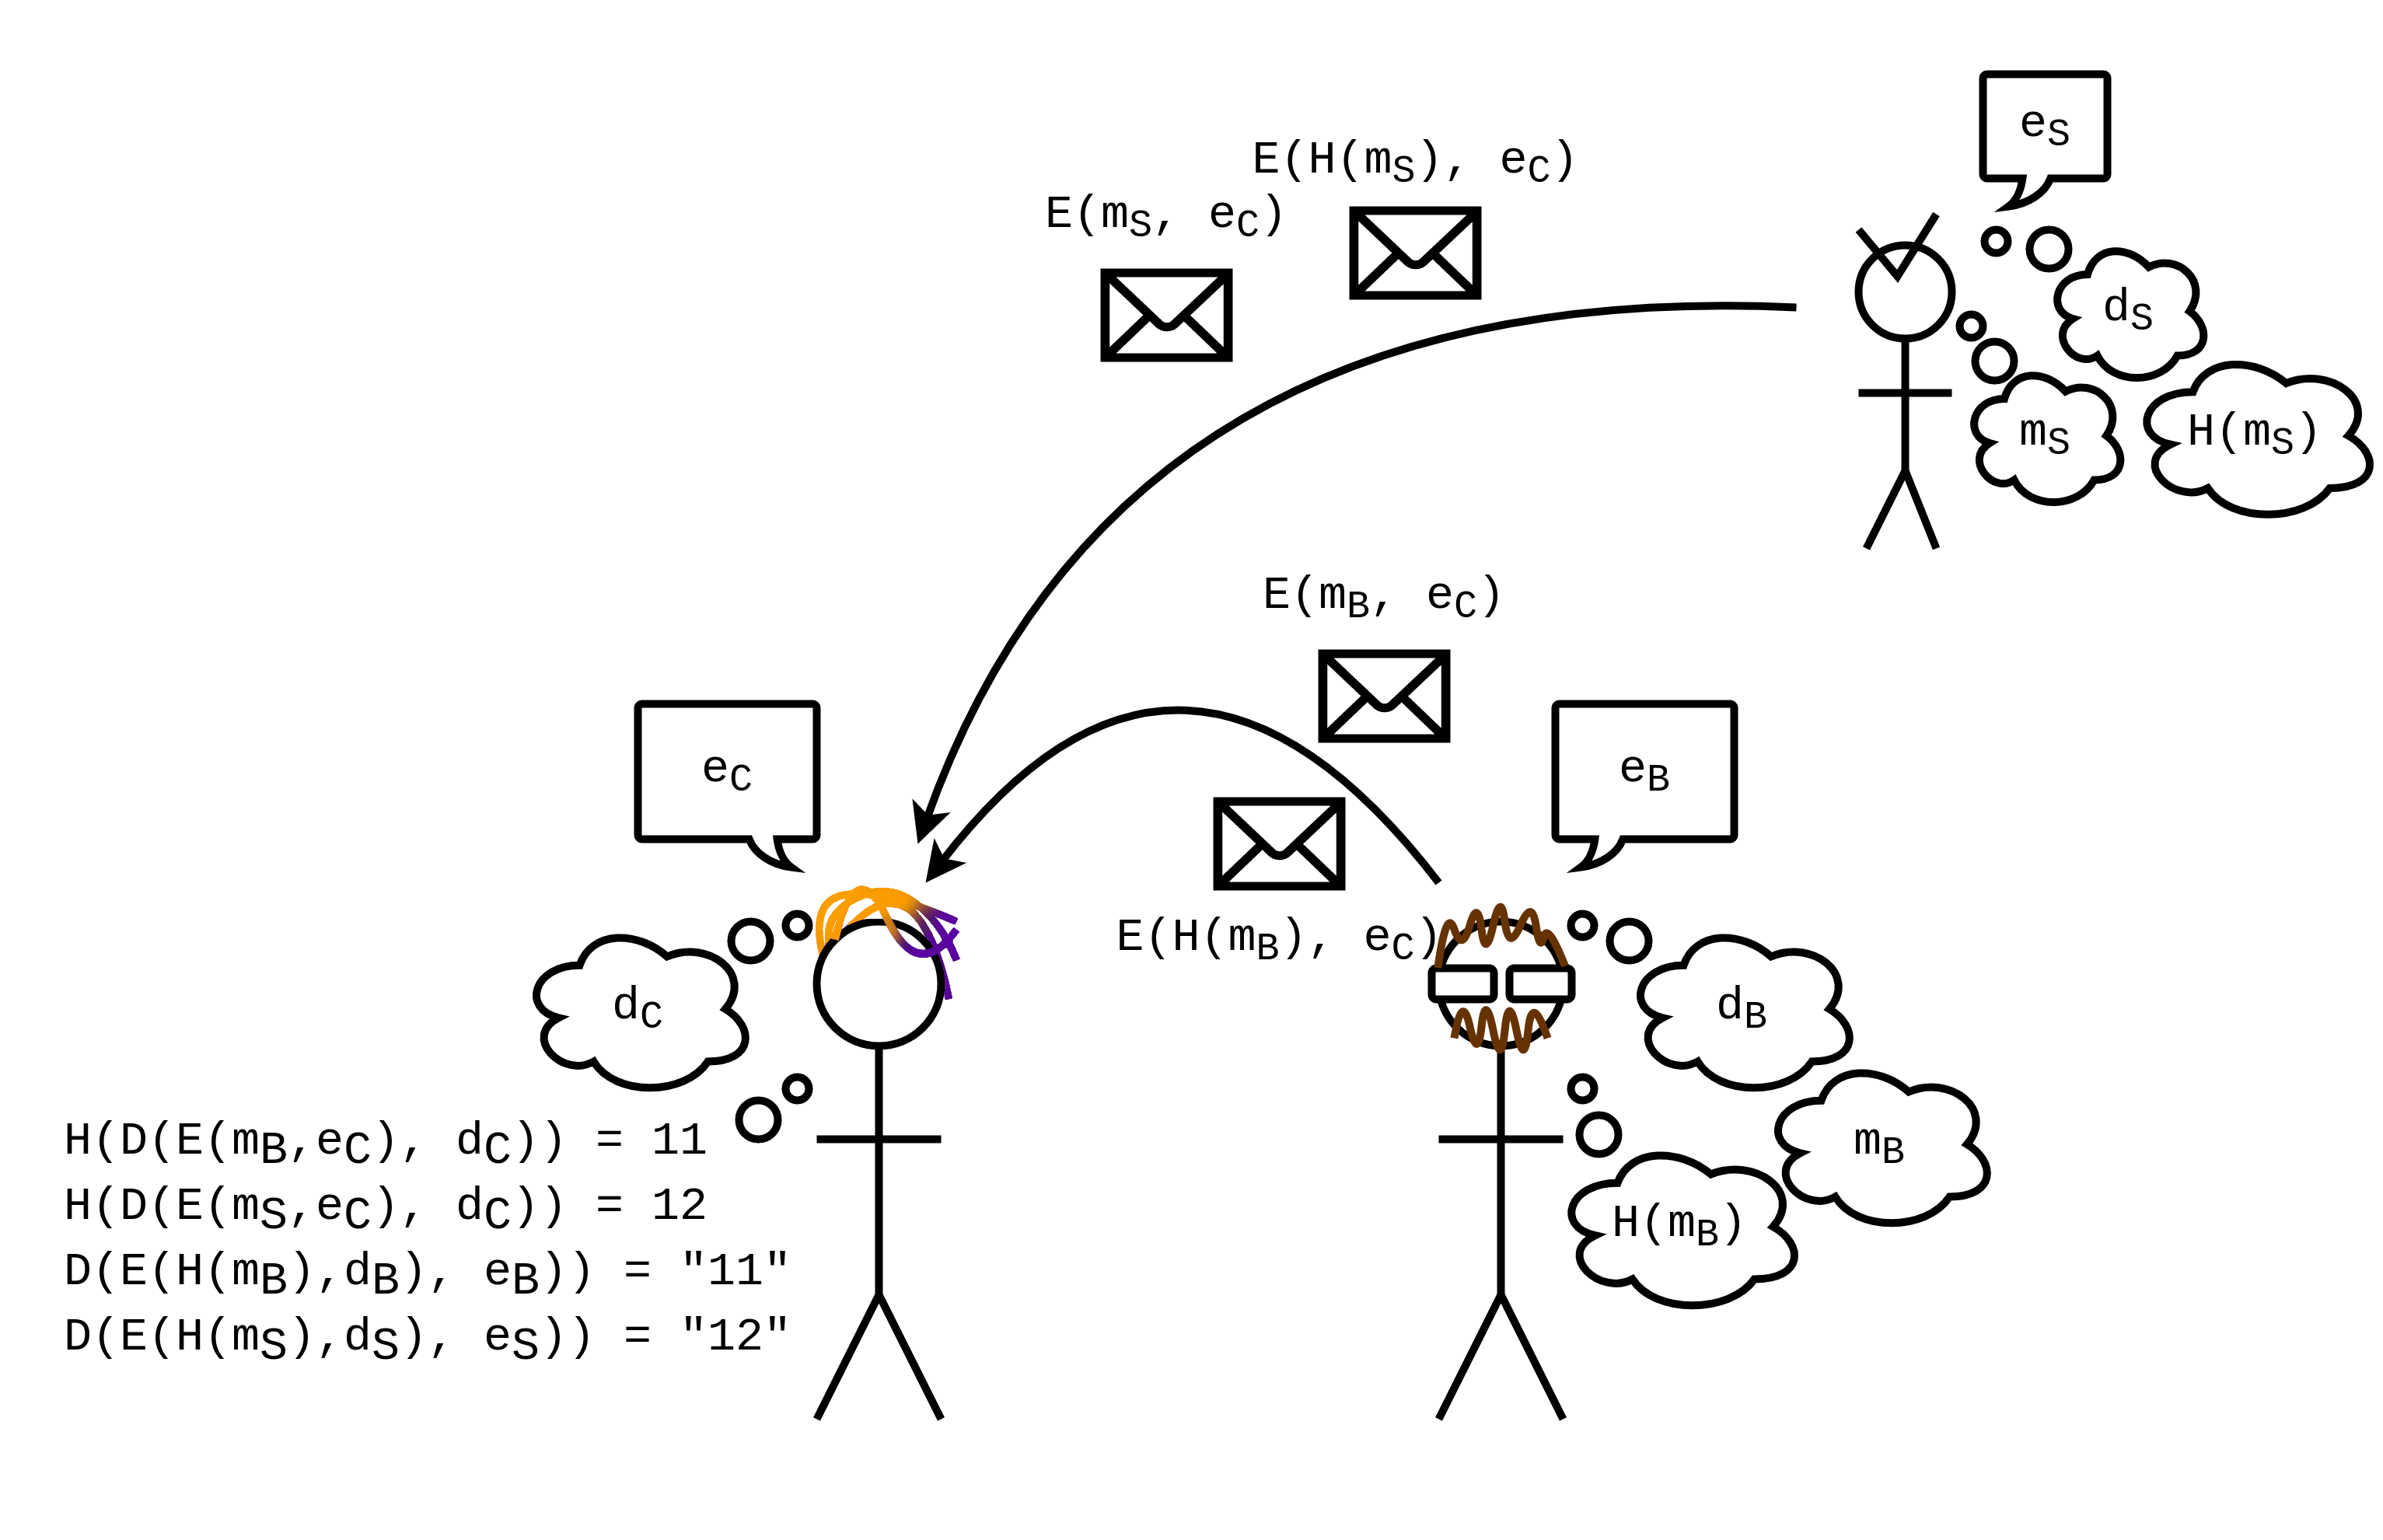 e_S
E(H(m_S), e_C)
E(m_S, e_C)
d_S
m_S
H(m_S)
E(m_B, e_C)
e_C
e_B
E(H(m_B), e_C)
d_C
d_B
m_B
H(m_B)
H(D(E(m_B,e_C), d_C)) = 11
H(D(E(m_S,e_C), d_C)) = 12
D(E(H(m_B),d_B), e_B)) = "11"
D(E(H(m_S),d_S), e_S)) = "12"